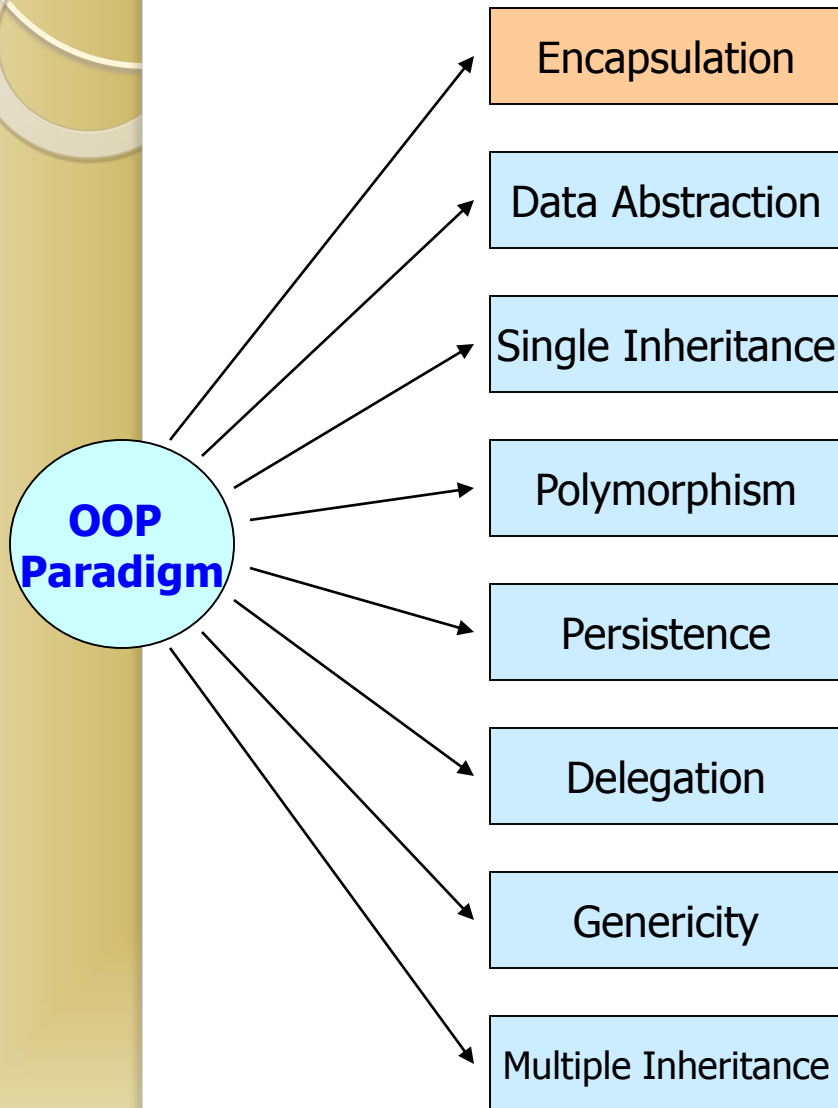 Encapsulation
Data Abstraction
Single Inheritance
Polymorphism
OOP
Paradigm
Persistence
Delegation
Genericity
Multiple Inheritance